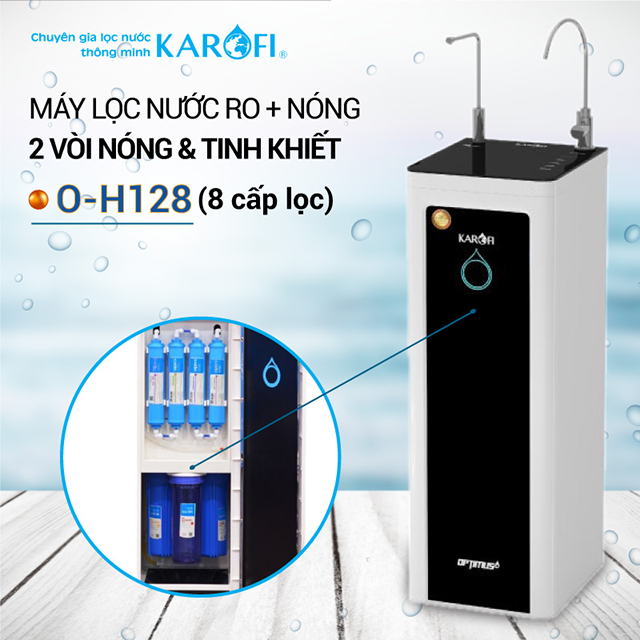 Chuyên gia lọc nước
thông minh KAROFI®
MÁY LỌC NƯỚC RO + NÓNG
2 VÒI NÓNG & TINH KHIẾT
O-H128 (8 cấp lọc)
KAROFI
OPTIMUS